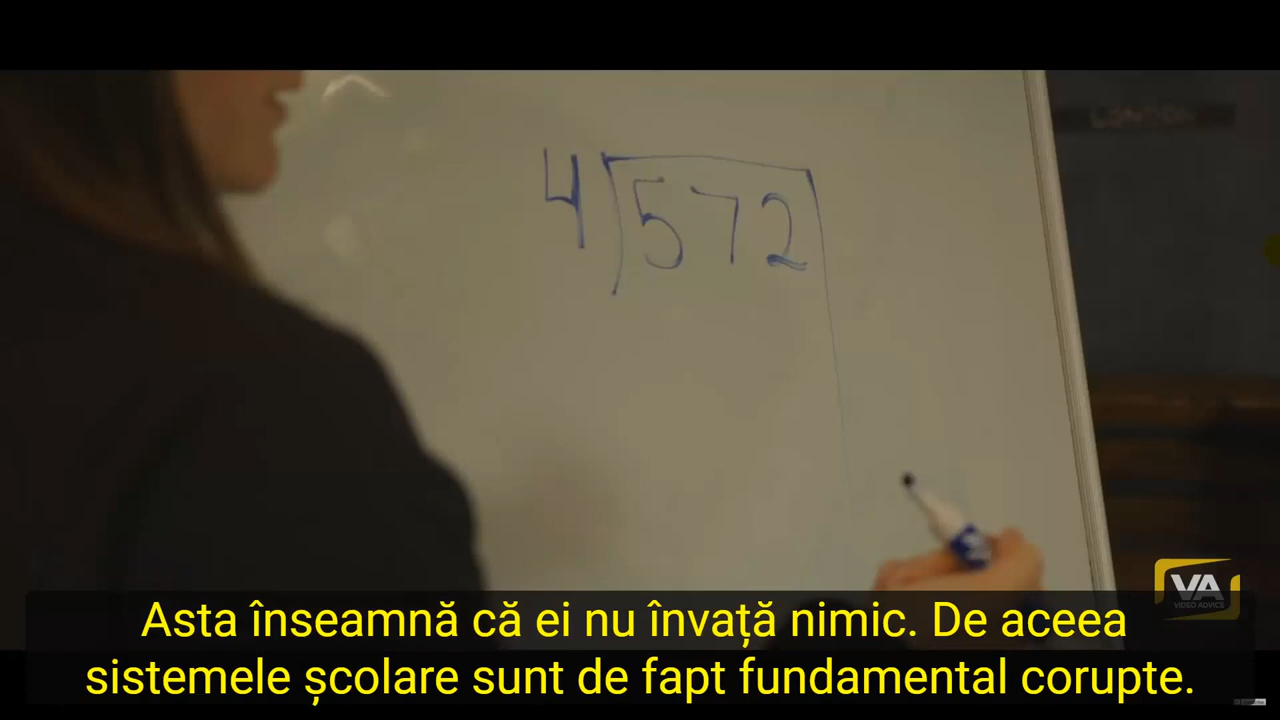 LONDON
4 572
VA
VIDEO ADVICE
Asta înseamnă că ei nu învață nimic. De aceea
sistemele școlare sunt de fapt fundamental corupte.